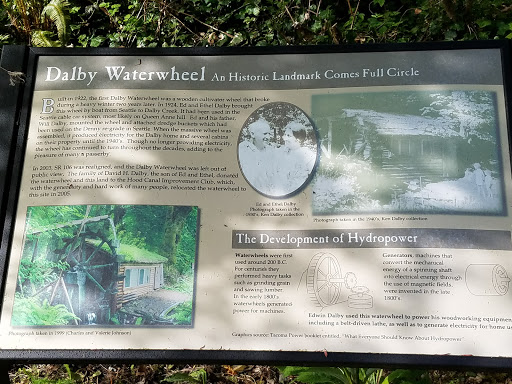 Dalby Waterwheel An Historic Landmark Comes Full Circle
Built in 1922, the first Dalby Waterwheel was a wooden cultivator wheel that broke
during a heavy winter two years later. In 1924, Ed and Ethel Dalby brought
this wheel by boat from Seattle to Dalby Creek. It had been used in the
Seattle cable car system, most likely on Queen Anne hill. Ed and his father,
Will Dalby, mounted the wheel and attached dredge buckets which had
been used on the Denny re-grade in Seattle. When the massive wheel was
assembled, it produced electricity for the Dalby home and several cabins
on their property until the 1940's. Though no longer providing electricity,
the wheel has continued to turn throughout the decades, adding to the
pleasure of many a passerby.
In 2003, SR 106 was realigned, and the Dalby Waterwheel was left out of
public view. The family of David H. Dalby, the son of Ed and Ethel, donated
the waterwheel and this land to the Hood Canal Improvement Club, which,
with the generosity and hard work of many people, relocated the waterwheel to
this site in 2005.
Ed and Ethel Dalby
Photograph taken in the
1930's, Ken Dalby collection
Photograph taken in the 1940's, Ken Dalby collection
Photograph taken in 1999 (Charles and Valerie Johnson)
The Development of Hydropower
Waterwheels were first
used around 200 B.C.
For centuries they
performed heavy tasks
such as grinding grain
and sawing lumber.
In the early 1800's
waterwheels generated
power for machines.
Generators, machines that
convert the mechanical
energy of a spinning shaft
into electrical energy through
the use of magnetic fields,
were invented in the late
1800's.
Edwin Dalby used this waterwheel to power his woodworking equipment,
including a belt-driven lathe, as well as to generate electricity for home us
Graphics source: Tacoma Power booklet entitled, "What Everyone Should Know About Hydropower"